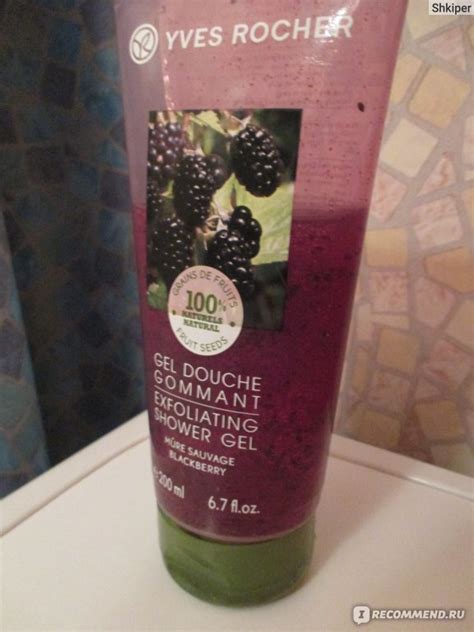 Shkiper
YVES ROCHER
GRAINS DE FRUITS
100%
NATURELS
NATURAL
FRUIT SEEDS
GEL DOUCHE
GOMMANT
EXFOLIATING
SHOWER GEL
MÛRE SAUVAGE
BLACKBERRY
200 ml
6.7 fl.oz.
IRECOMMEND.RU